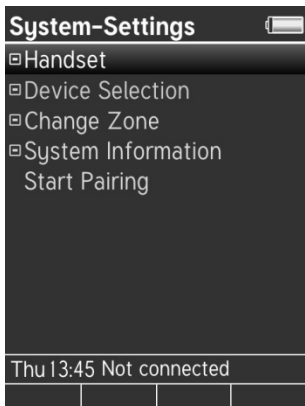 System-Settings
Handset
Device Selection
Change Zone
System Information
Start Pairing
Thu 13:45 Not connected